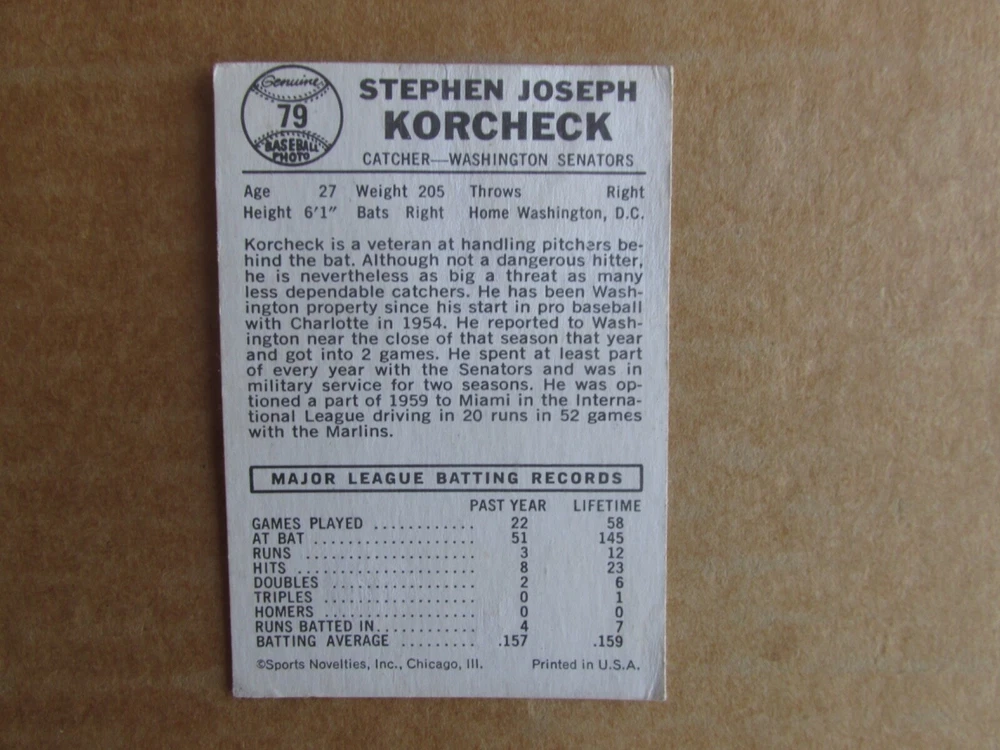 Genuine
79
BASEBALL
PHOTO
STEPHEN JOSEPH
KORCHECK
CATCHER—WASHINGTON SENATORS
Age 27 Weight 205 Throws Right
Height 6'1" Bats Right Home Washington, D.C.
Korcheck is a veteran at handling pitchers be-
hind the bat. Although not a dangerous hitter,
he is nevertheless as big a threat as many
less dependable catchers. He has been Wash-
ington property since his start in pro baseball
with Charlotte in 1954. He reported to Wash-
ington near the close of that season that year
and got into 2 games. He spent at least part
of every year with the Senators and was in
military service for two seasons. He was op-
tioned a part of 1959 to Miami in the Interna-
tional League driving in 20 runs in 52 games
with the Marlins.
MAJOR LEAGUE BATTING RECORDS
PAST YEAR LIFETIME
GAMES PLAYED ............ 22 58
AT BAT .................... 51 145
RUNS ..................... 3 12
HITS ...................... 8 23
DOUBLES .................. 2 6
TRIPLES .................. 0 1
HOMERS .................. 0 0
RUNS BATTED IN............ 4 7
BATTING AVERAGE ......... .157 .159
©Sports Novelties, Inc., Chicago, Ill. Printed in U.S.A.